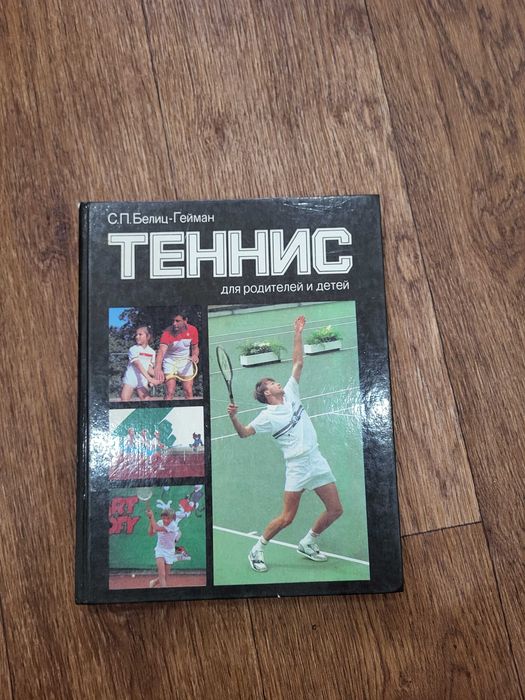 С.П.Белиц-Гейман
ТЕННИС
для родителей и детей